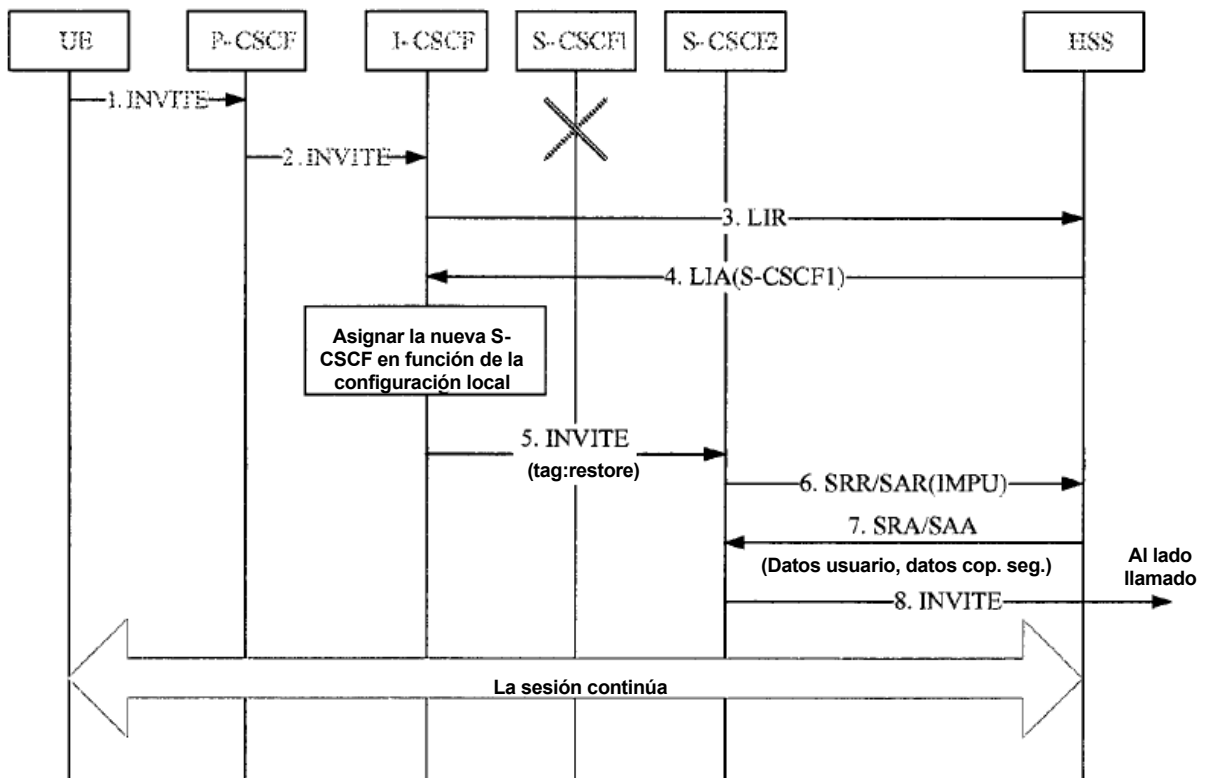 UE
P-CSCF
I-CSCF
S-CSCF1
S-CSCF2
HSS
1. INVITE
2. INVITE
3. LIR
4. LIA(S-CSCF1)
Asignar la nueva S-
CSCF en función de la
configuración local
5. INVITE
(tag:restore)
6. SRR/SAR(IMPU)
7. SRA/SAA
(Datos usuario, datos cop. seg.)
Al lado
llamado
8. INVITE
La sesión continúa